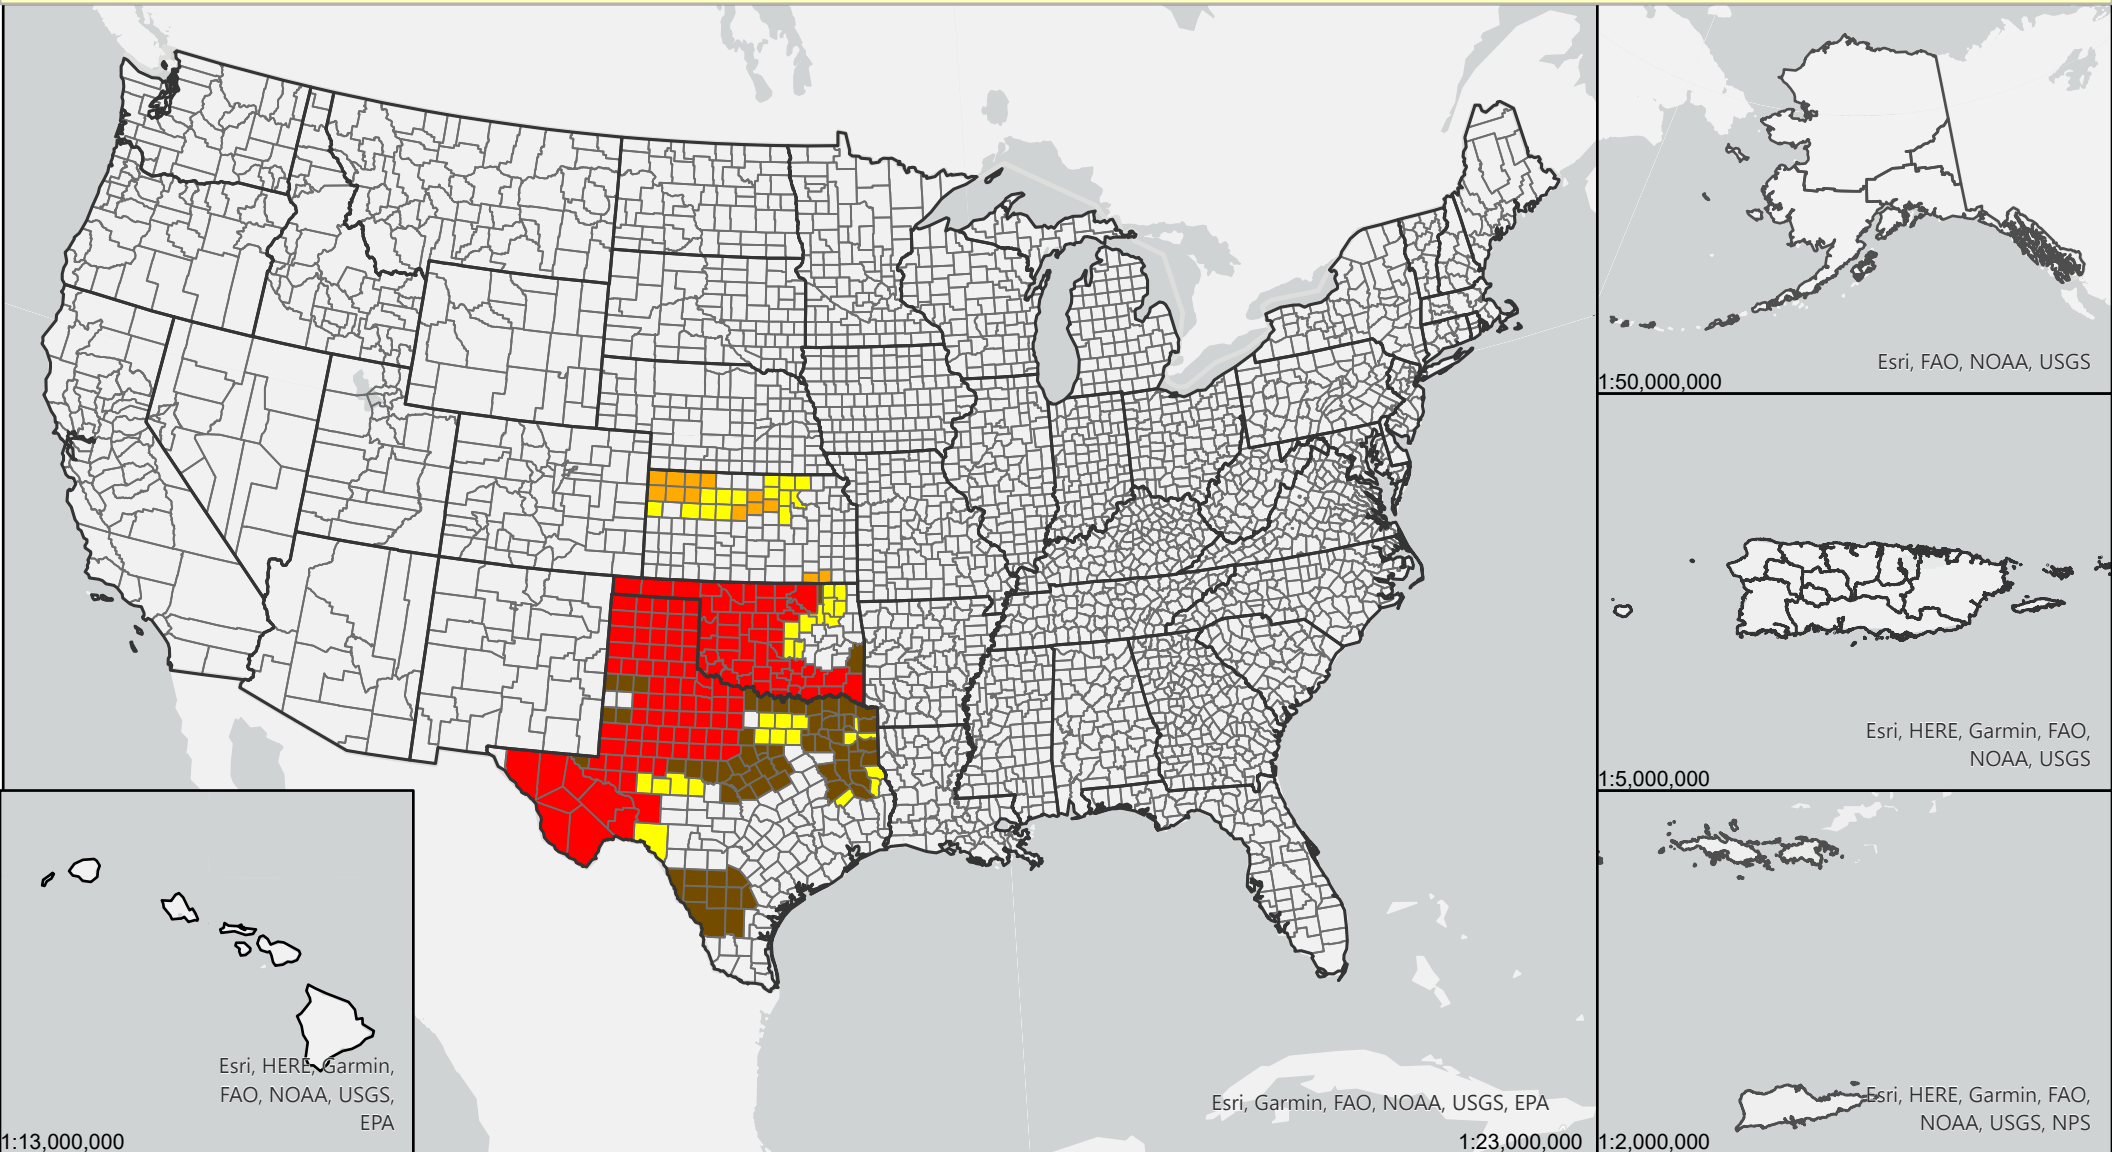 Esri, FAO, NOAA, USGS
1:50,000,000
Esri, HERE, Garmin, FAO,
NOAA, USGS
1:5,000,000
Esri, HERE, Garmin,
FAO, NOAA, USGS,
EPA
1:13,000,000
Esri, Garmin, FAO, NOAA, USGS, EPA
1:23,000,000
Esri, HERE, Garmin, FAO,
NOAA, USGS, NPS
1:2,000,000